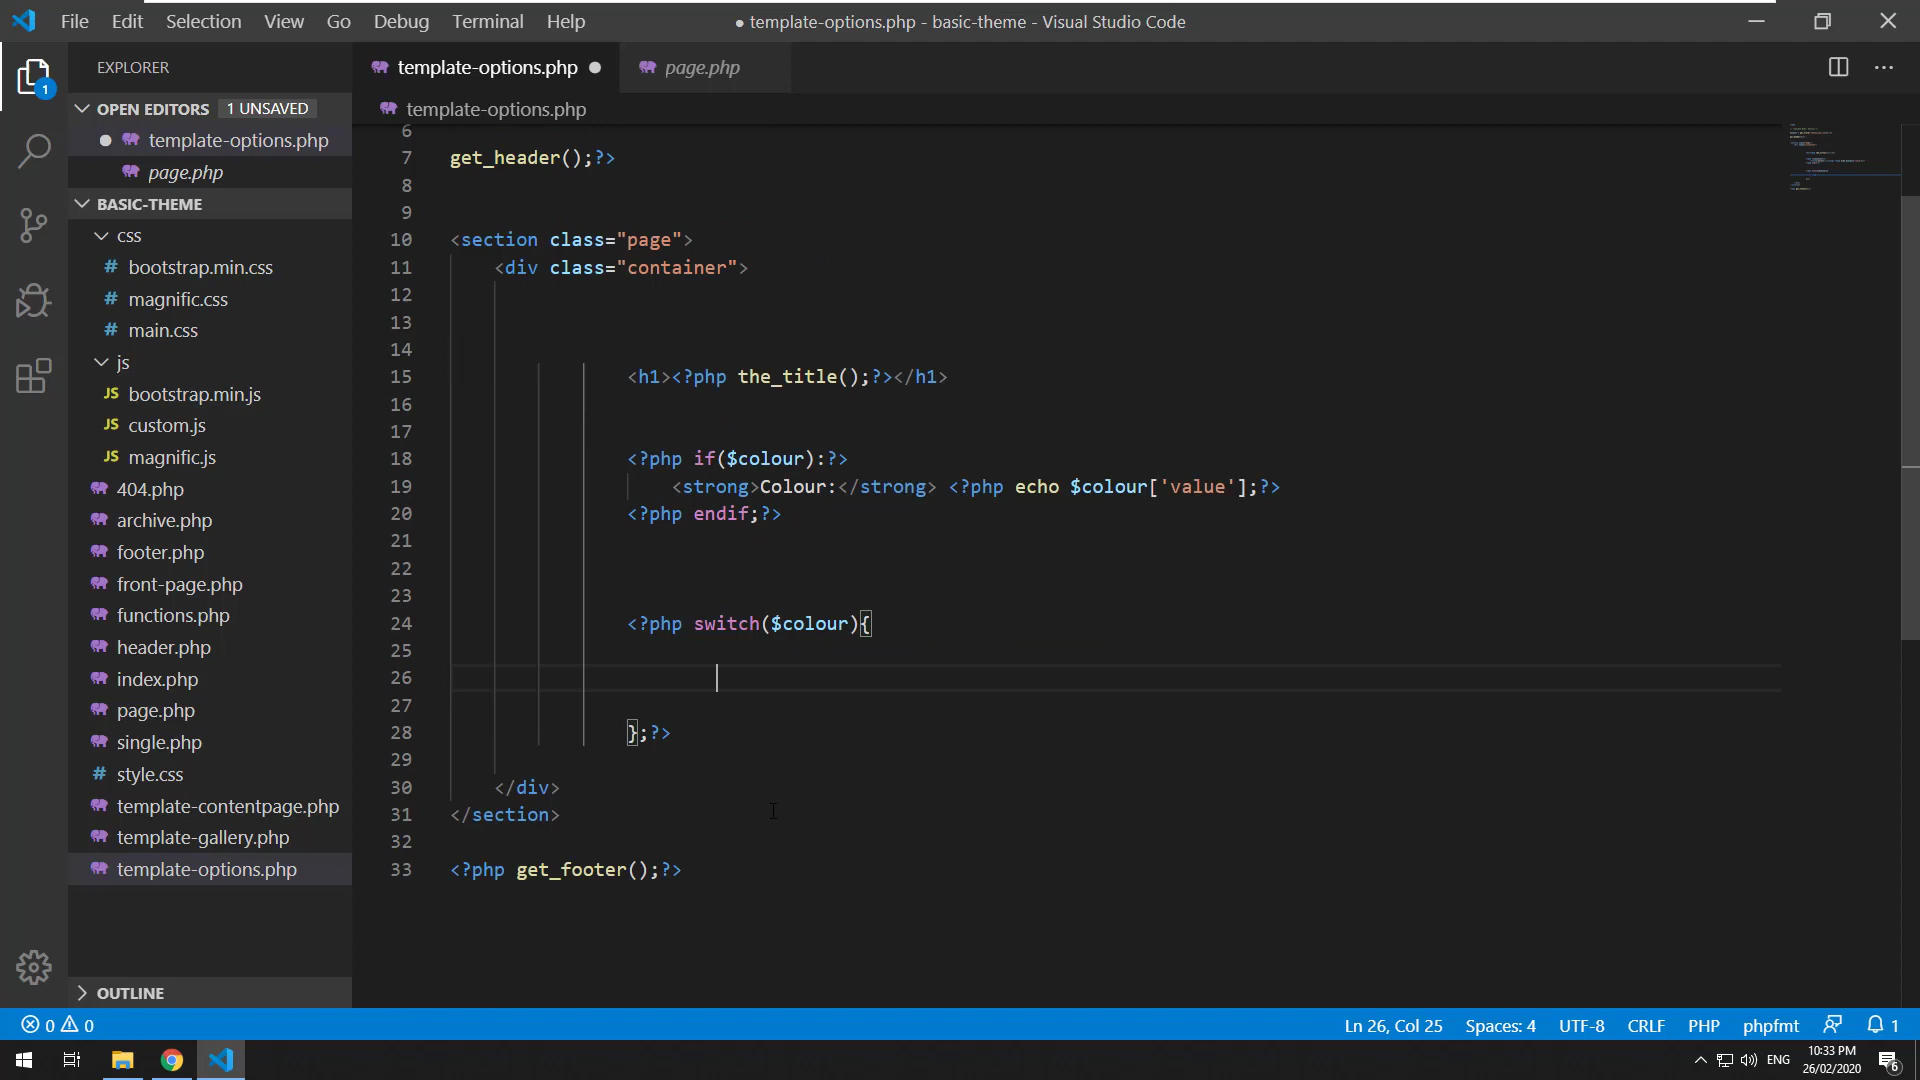 File Edit Selection View Go Debug Terminal Help
● template-options.php - basic-theme - Visual Studio Code
EXPLORER
template-options.php
page.php
OPEN EDITORS 1 UNSAVED
template-options.php
template-options.php
page.php
BASIC-THEME
css
# bootstrap.min.css
# magnific.css
# main.css
js
JS bootstrap.min.js
JS custom.js
JS magnific.js
404.php
archive.php
footer.php
front-page.php
functions.php
header.php
index.php
page.php
single.php
# style.css
template-contentpage.php
template-gallery.php
template-options.php
OUTLINE
6
7 get_header();?>
8
9
10 <section class="page">
11 <div class="container">
12
13
14
15 <h1><?php the_title();?></h1>
16
17
18 <?php if($colour):?>
19 <strong>Colour:</strong> <?php echo $colour['value'];?>
20 <?php endif;?>
21
22
23
24 <?php switch($colour){
25
26
27
28 };?>
29
30 </div>
31 </section>
32
33 <?php get_footer();?>
1
0 0
Ln 26, Col 25 Spaces: 4 UTF-8 CRLF PHP phpfmt 1
ENG
10:33 PM
26/02/2020
6